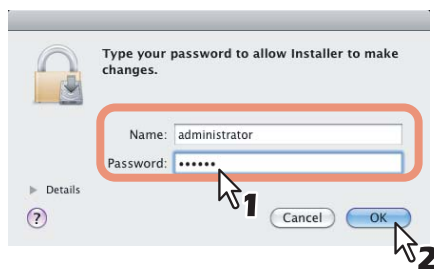 Type your password to allow Installer to make
changes.
Name: administrator
Password: ••••••
1
Details
?
Cancel
OK
2